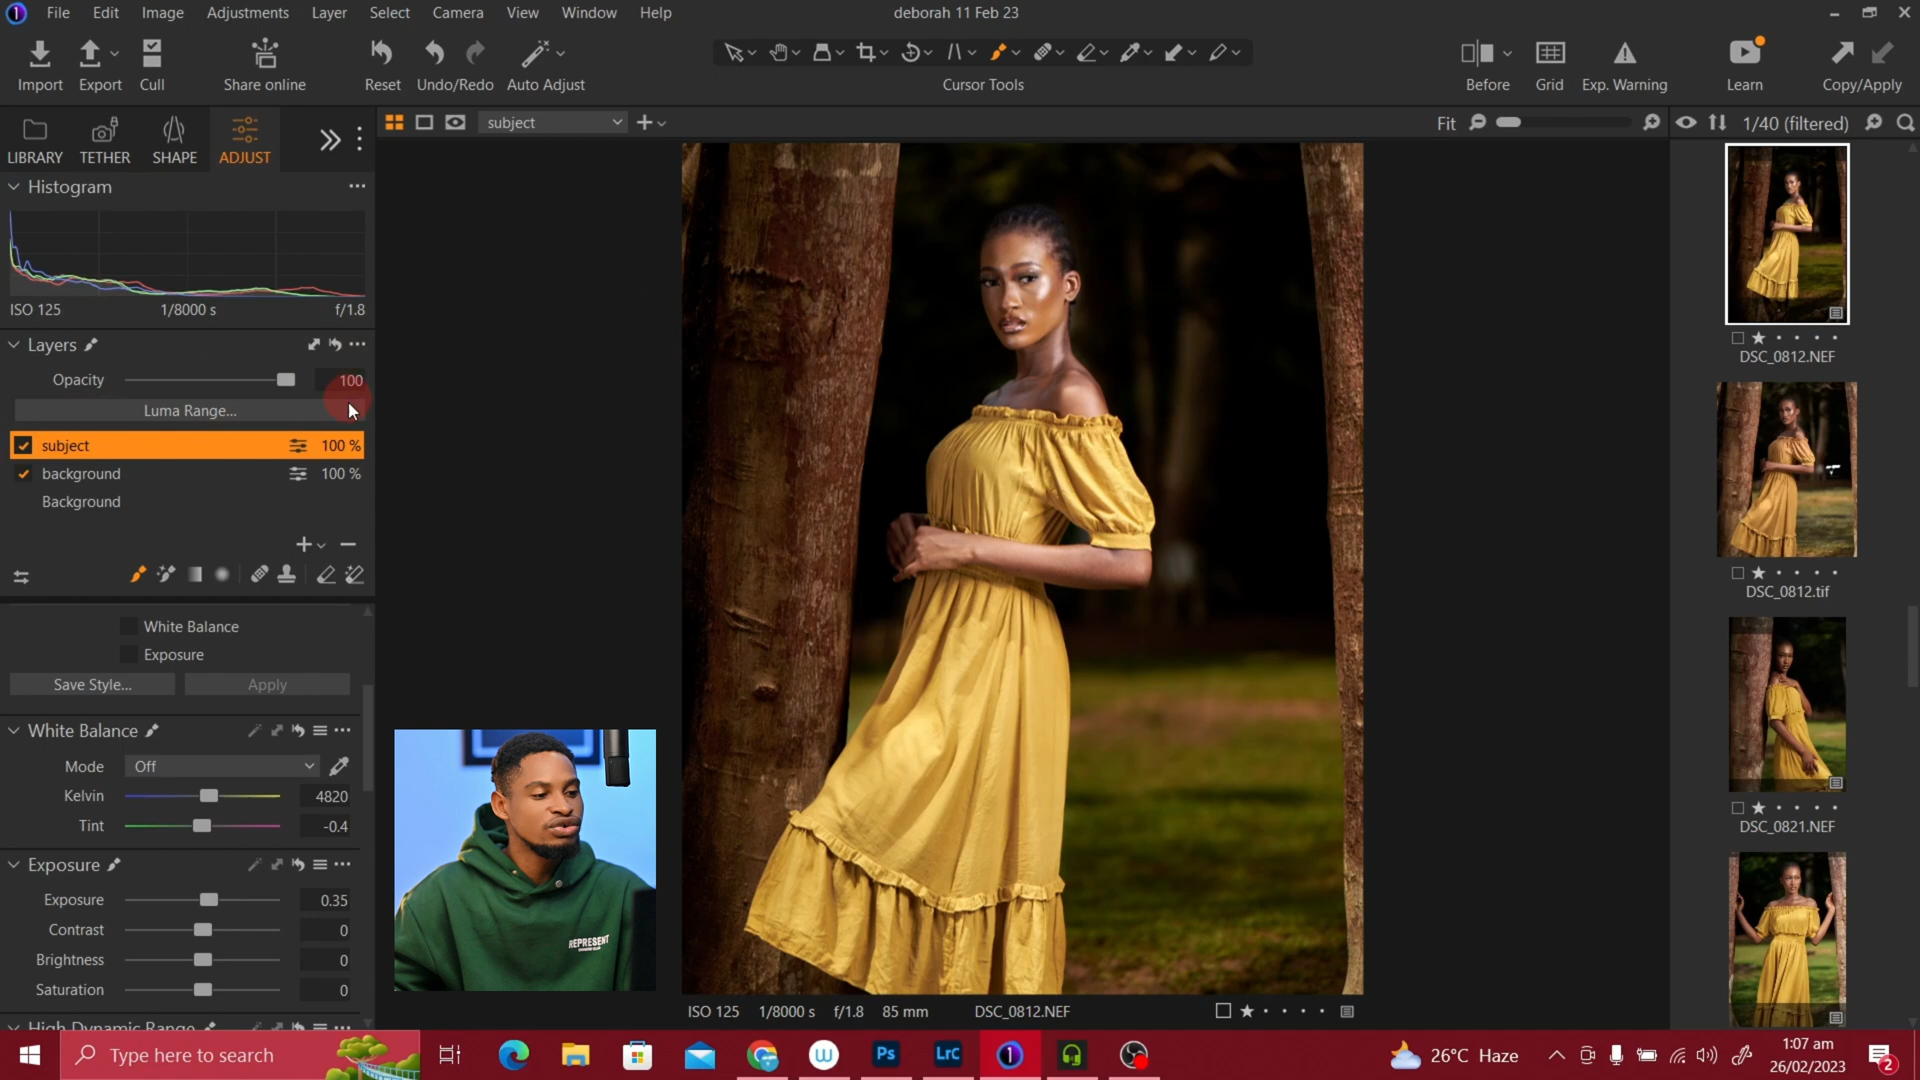 File Edit Image Adjustments Layer Select Camera View Window Help
deborah 11 Feb 23
Import Export Cull Share online Reset Undo/Redo Auto Adjust Cursor Tools Before Grid Exp. Warning Learn Copy/Apply
LIBRARY TETHER SHAPE ADJUST
subject
Fit
1/40 (filtered)
Histogram
ISO 125 1/8000 s f/1.8
Layers
Opacity 100
Luma Range...
subject 100 %
background 100 %
Background
White Balance
Exposure
Save Style... Apply
White Balance
Mode Off
Kelvin 4820
Tint -0.4
Exposure
Exposure 0.35
Contrast 0
Brightness 0
Saturation 0
High Dynamic Range
REPRESENT
ISO 125 1/8000 s f/1.8 85 mm DSC_0812.NEF
DSC_0812.NEF
DSC_0812.tif
DSC_0821.NEF
Type here to search
Ps
LrC
26°C Haze
1:07 am
26/02/2023
2